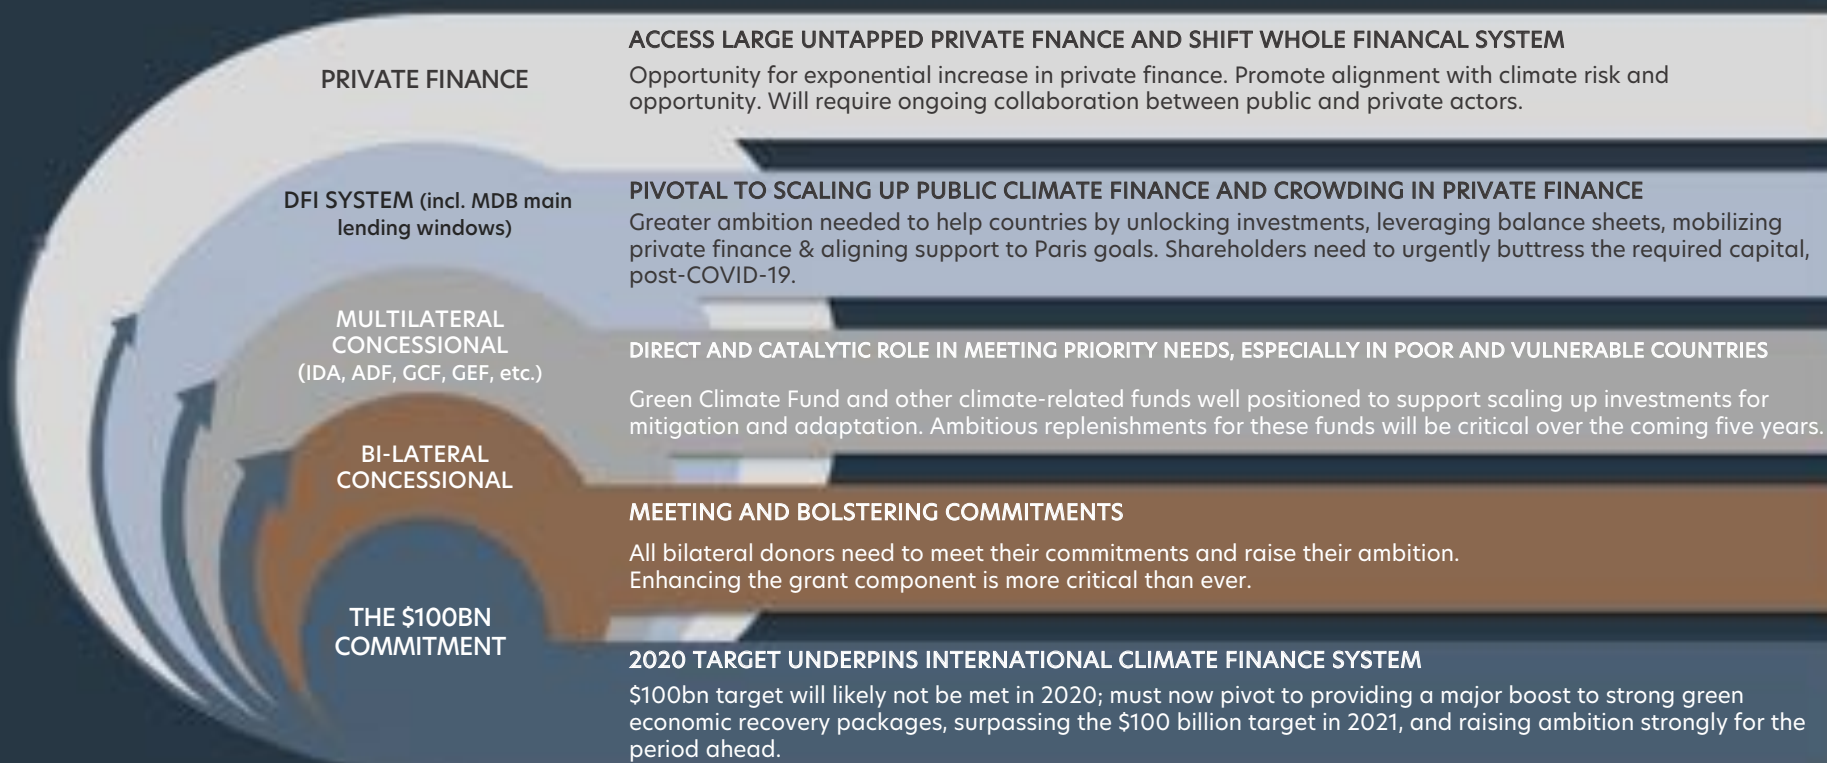 PRIVATE FINANCE
ACCESS LARGE UNTAPPED PRIVATE FNANCE AND SHIFT WHOLE FINANCAL SYSTEM
Opportunity for exponential increase in private finance. Promote alignment with climate risk and
opportunity. Will require ongoing collaboration between public and private actors.
DFI SYSTEM (incl. MDB main
lending windows)
PIVOTAL TO SCALING UP PUBLIC CLIMATE FINANCE AND CROWDING IN PRIVATE FINANCE
Greater ambition needed to help countries by unlocking investments, leveraging balance sheets, mobilizing
private finance & aligning support to Paris goals. Shareholders need to urgently buttress the required capital,
post-COVID-19.
MULTILATERAL
CONCESSIONAL
(IDA, ADF, GCF, GEF, etc.)
DIRECT AND CATALYTIC ROLE IN MEETING PRIORITY NEEDS, ESPECIALLY IN POOR AND VULNERABLE COUNTRIES
Green Climate Fund and other climate-related funds well positioned to support scaling up investments for
mitigation and adaptation. Ambitious replenishments for these funds will be critical over the coming five years.
BI-LATERAL
CONCESSIONAL
MEETING AND BOLSTERING COMMITMENTS
All bilateral donors need to meet their commitments and raise their ambition.
Enhancing the grant component is more critical than ever.
THE $100BN
COMMITMENT
2020 TARGET UNDERPINS INTERNATIONAL CLIMATE FINANCE SYSTEM
$100bn target will likely not be met in 2020; must now pivot to providing a major boost to strong green
economic recovery packages, surpassing the $100 billion target in 2021, and raising ambition strongly for the
period ahead.